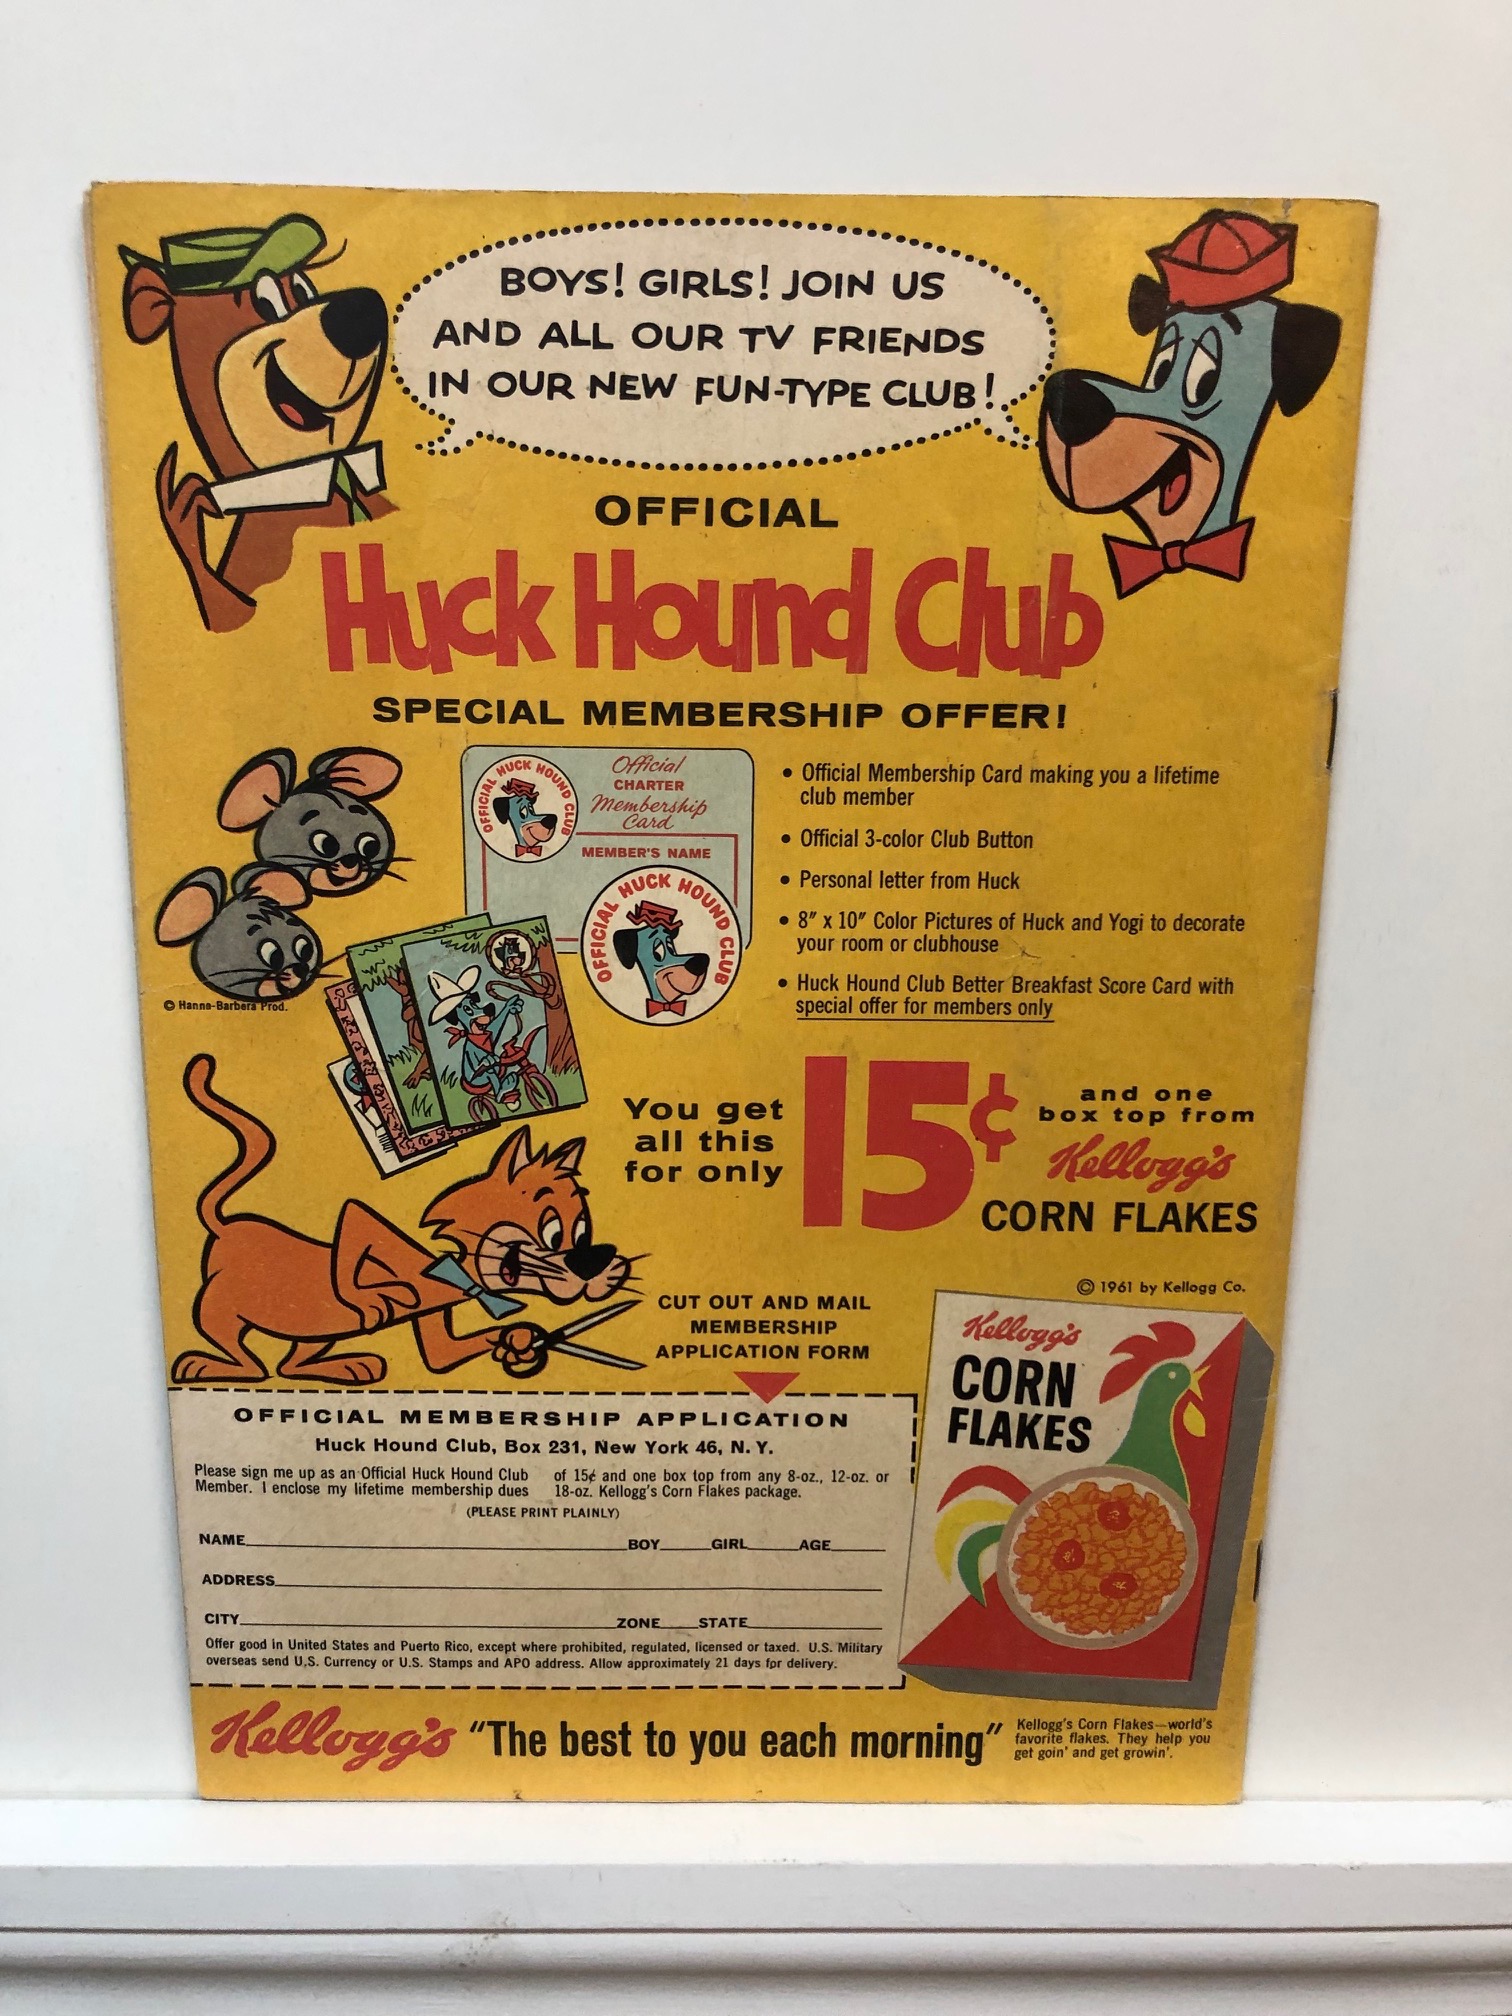 BOYS! GIRLS! JOIN US
AND ALL OUR TV FRIENDS
IN OUR NEW FUN-TYPE CLUB!
OFFICIAL
Huck Hound Club
SPECIAL MEMBERSHIP OFFER!
OFFICIAL HUCK HOUND CLUB
Official
CHARTER
Membership
Card
MEMBER'S NAME
OFFICIAL HUCK HOUND CLUB
• Official Membership Card making you a lifetime
club member
• Official 3-color Club Button
• Personal letter from Huck
• 8" x 10" Color Pictures of Huck and Yogi to decorate
your room or clubhouse
• Huck Hound Club Better Breakfast Score Card with
special offer for members only
© Hanna-Barbera Prod.
You get
all this
for only
15¢
and one
box top from
Kellogg's
CORN FLAKES
© 1961 by Kellogg Co.
CUT OUT AND MAIL
MEMBERSHIP
APPLICATION FORM
Kellogg's
CORN
FLAKES
OFFICIAL MEMBERSHIP APPLICATION
Huck Hound Club, Box 231, New York 46, N. Y.
Please sign me up as an Official Huck Hound Club
Member. I enclose my lifetime membership dues
of 15¢ and one box top from any 8-oz., 12-oz. or
18-oz. Kellogg's Corn Flakes package.
(PLEASE PRINT PLAINLY)
NAME BOY GIRL AGE
ADDRESS
CITY ZONE STATE
Offer good in United States and Puerto Rico, except where prohibited, regulated, licensed or taxed. U.S. Military
overseas send U.S. Currency or U.S. Stamps and APO address. Allow approximately 21 days for delivery.
Kellogg's "The best to you each morning"
Kellogg's Corn Flakes—world's
favorite flakes. They help you
get goin' and get growin'.